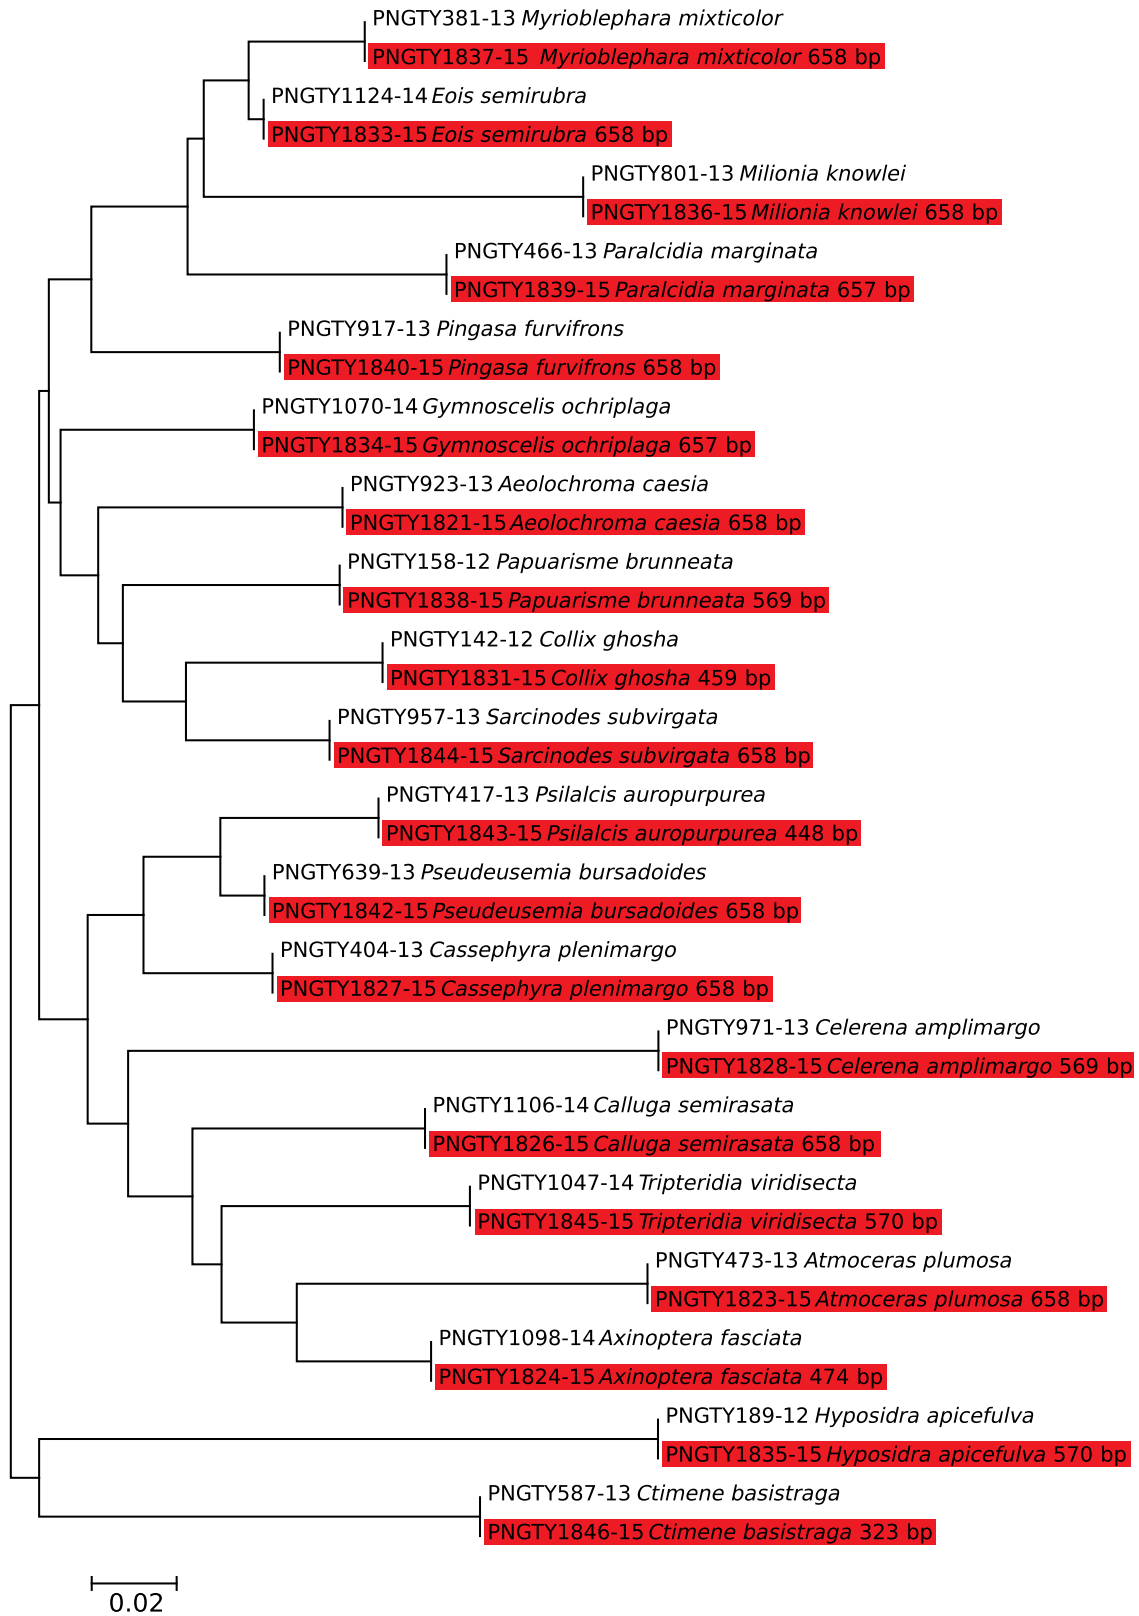 PNGTY381-13 Myrioblephara mixticolor
PNGTY1837-15 Myrioblephara mixticolor 658 bp
PNGTY1124-14 Eois semirubra
PNGTY1833-15 Eois semirubra 658 bp
PNGTY801-13 Milionia knowlei
PNGTY1836-15 Milionia knowlei 658 bp
PNGTY466-13 Paralcidia marginata
PNGTY1839-15 Paralcidia marginata 657 bp
PNGTY917-13 Pingasa furvifrons
PNGTY1840-15 Pingasa furvifrons 658 bp
PNGTY1070-14 Gymnoscelis ochriplaga
PNGTY1834-15 Gymnoscelis ochriplaga 657 bp
PNGTY923-13 Aeolochroma caesia
PNGTY1821-15 Aeolochroma caesia 658 bp
PNGTY158-12 Papuarisme brunneata
PNGTY1838-15 Papuarisme brunneata 569 bp
PNGTY142-12 Collix ghosha
PNGTY1831-15 Collix ghosha 459 bp
PNGTY957-13 Sarcinodes subvirgata
PNGTY1844-15 Sarcinodes subvirgata 658 bp
PNGTY417-13 Psilalcis auropurpurea
PNGTY1843-15 Psilalcis auropurpurea 448 bp
PNGTY639-13 Pseudeusemia bursadoides
PNGTY1842-15 Pseudeusemia bursadoides 658 bp
PNGTY404-13 Cassephyra plenimargo
PNGTY1827-15 Cassephyra plenimargo 658 bp
PNGTY971-13 Celerena amplimargo
PNGTY1828-15 Celerena amplimargo 569 bp
PNGTY1106-14 Calluga semirasata
PNGTY1826-15 Calluga semirasata 658 bp
PNGTY1047-14 Tripteridia viridisecta
PNGTY1845-15 Tripteridia viridisecta 570 bp
PNGTY473-13 Atmoceras plumosa
PNGTY1823-15 Atmoceras plumosa 658 bp
PNGTY1098-14 Axinoptera fasciata
PNGTY1824-15 Axinoptera fasciata 474 bp
PNGTY189-12 Hyposidra apicefulva
PNGTY1835-15 Hyposidra apicefulva 570 bp
PNGTY587-13 Ctimene basistraga
PNGTY1846-15 Ctimene basistraga 323 bp
0.02